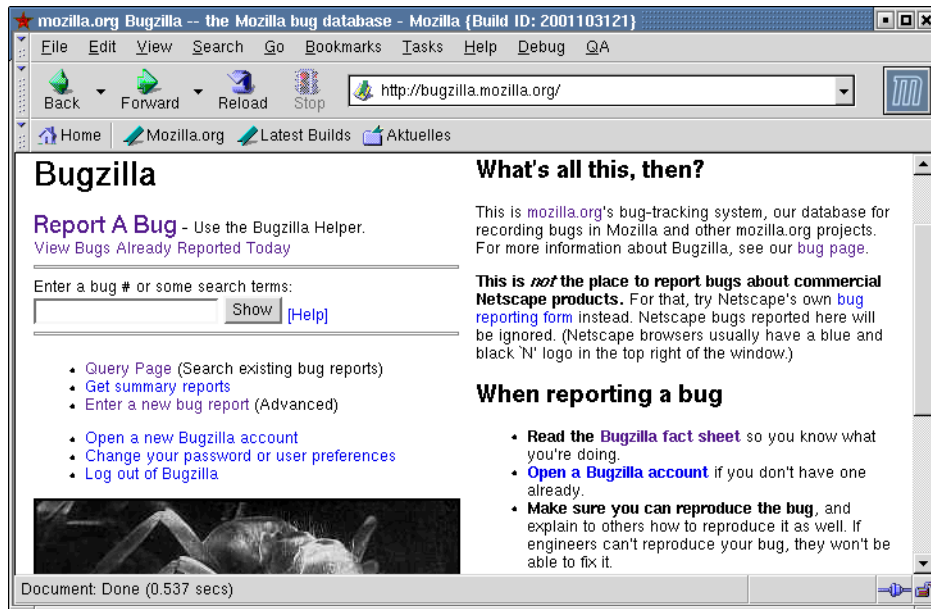 mozilla.org Bugzilla -- the Mozilla bug database - Mozilla {Build ID: 2001103121}
File Edit View Search Go Bookmarks Tasks Help Debug QA
Back Forward Reload Stop http://bugzilla.mozilla.org/
Home Mozilla.org Latest Builds Aktuelles
Bugzilla
Report A Bug - Use the Bugzilla Helper.
View Bugs Already Reported Today
Enter a bug # or some search terms:
Show [Help]
Query Page (Search existing bug reports)
Get summary reports
Enter a new bug report (Advanced)
Open a new Bugzilla account
Change your password or user preferences
Log out of Bugzilla
What's all this, then?
This is mozilla.org's bug-tracking system, our database for
recording bugs in Mozilla and other mozilla.org projects.
For more information about Bugzilla, see our bug page.
This is not the place to report bugs about commercial
Netscape products. For that, try Netscape's own bug
reporting form instead. Netscape bugs reported here will
be ignored. (Netscape browsers usually have a blue and
black `N' logo in the top right of the window.)
When reporting a bug
Read the Bugzilla fact sheet so you know what
you're doing.
Open a Bugzilla account if you don't have one
already.
Make sure you can reproduce the bug, and
explain to others how to reproduce it as well. If
engineers can't reproduce your bug, they won't be
able to fix it.
Document: Done (0.537 secs)